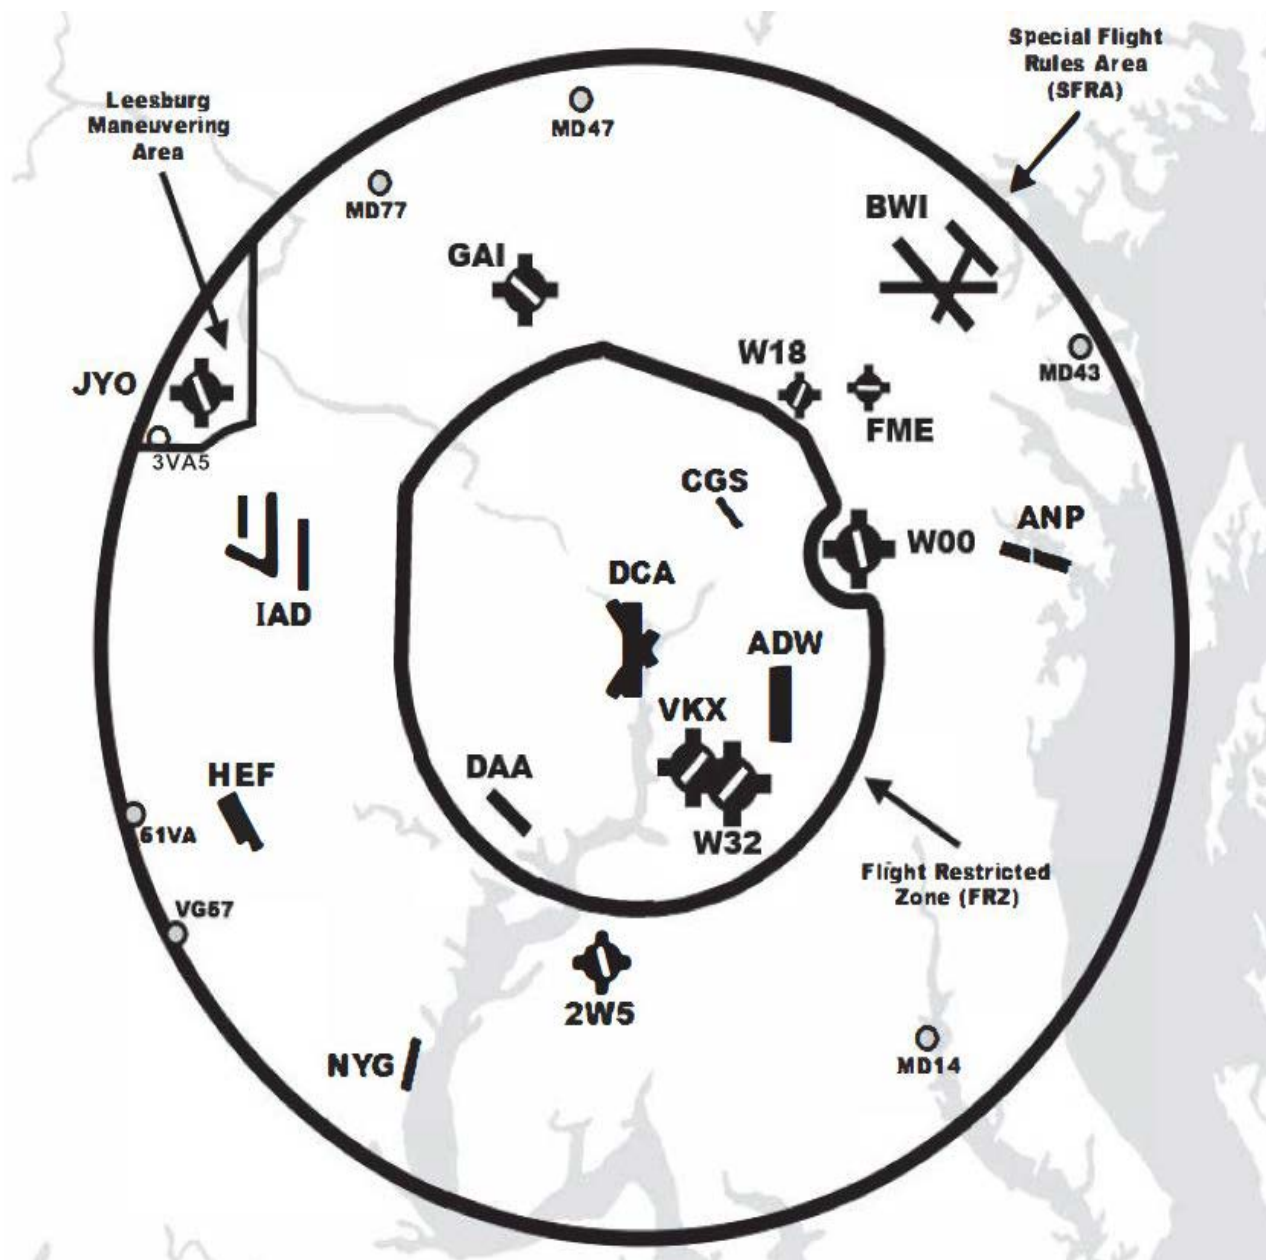 Special Flight
Rules Area
(SFRA)
Leesburg
Maneuvering
Area
MD47
MD77
BWI
GAI
W18
MD43
JYO
FME
3VA5
CGS
ANP
W00
DCA
IAD
ADW
VKX
DAA
HEF
61VA
W32
Flight Restricted
Zone (FRZ)
VG57
2W5
NYG
MD14